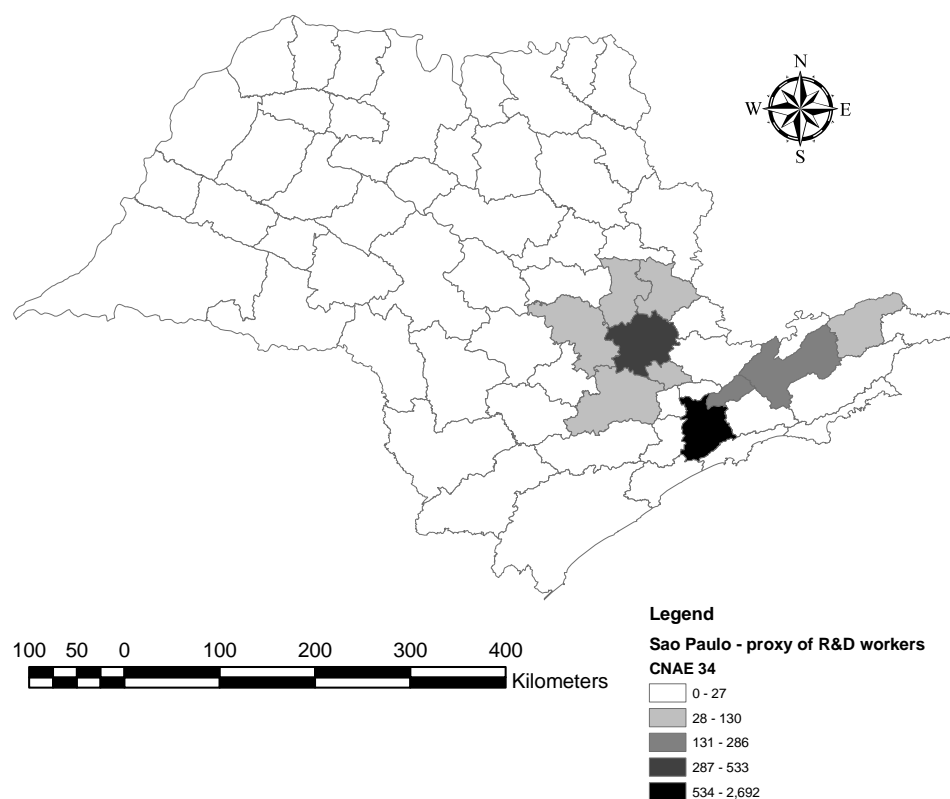 N
W E
S
100 50 0 100 200 300 400
Kilometers
Legend
Sao Paulo - proxy of R&D workers
CNAE 34
0 - 27
28 - 130
131 - 286
287 - 533
534 - 2,692